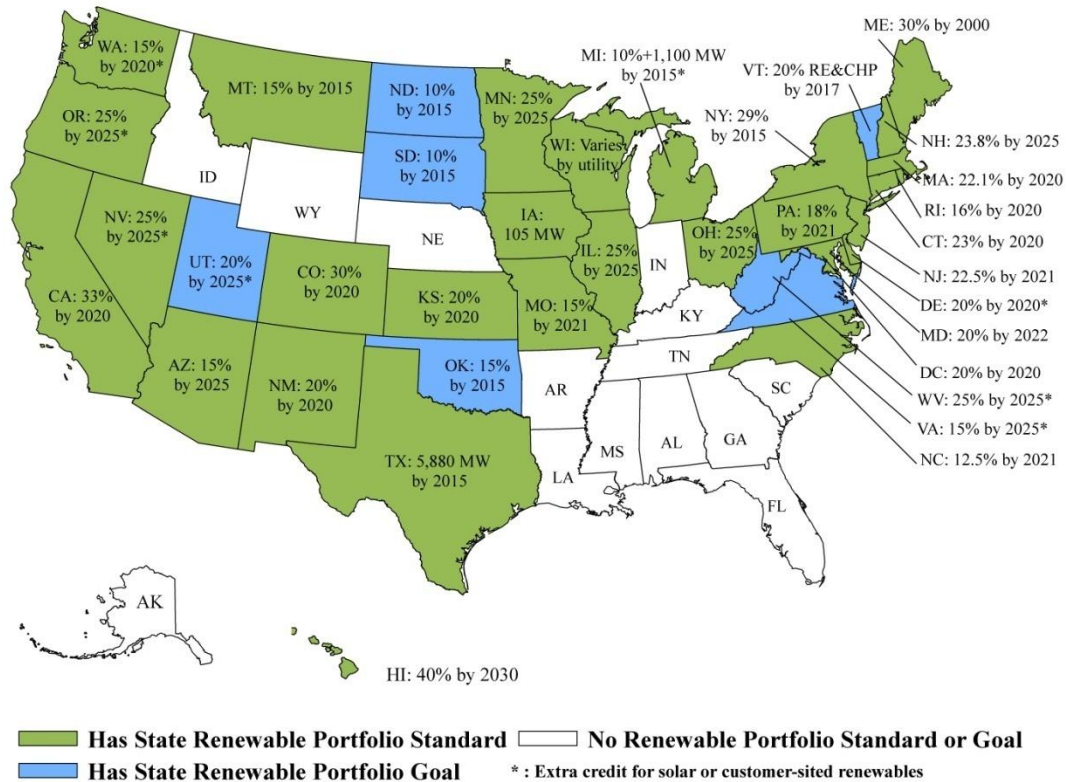 WA: 15%
by 2020*
OR: 25%
by 2025*
CA: 33%
by 2020
NV: 25%
by 2025*
ID
MT: 15% by 2015
WY
UT: 20%
by 2025*
AZ: 15%
by 2025
CO: 30%
by 2020
NM: 20%
by 2020
ND: 10%
by 2015
SD: 10%
by 2015
NE
KS: 20%
by 2020
OK: 15%
by 2015
TX: 5,880 MW
by 2015
MN: 25%
by 2025
IA:
105 MW
MO: 15%
by 2021
AR
LA
WI: Varies
by utility
IL: 25%
by 2025
MI: 10%+1,100 MW
by 2015*
IN
OH: 25%
by 2025
KY
TN
MS
AL
GA
FL
SC
PA: 18%
by 2021
NY: 29%
by 2015
VT: 20% RE&CHP
by 2017
ME: 30% by 2000
NH: 23.8% by 2025
MA: 22.1% by 2020
RI: 16% by 2020
CT: 23% by 2020
NJ: 22.5% by 2021
DE: 20% by 2020*
MD: 20% by 2022
DC: 20% by 2020
WV: 25% by 2025*
VA: 15% by 2025*
NC: 12.5% by 2021
AK
HI: 40% by 2030
Has State Renewable Portfolio Standard
No Renewable Portfolio Standard or Goal
Has State Renewable Portfolio Goal
* : Extra credit for solar or customer-sited renewables